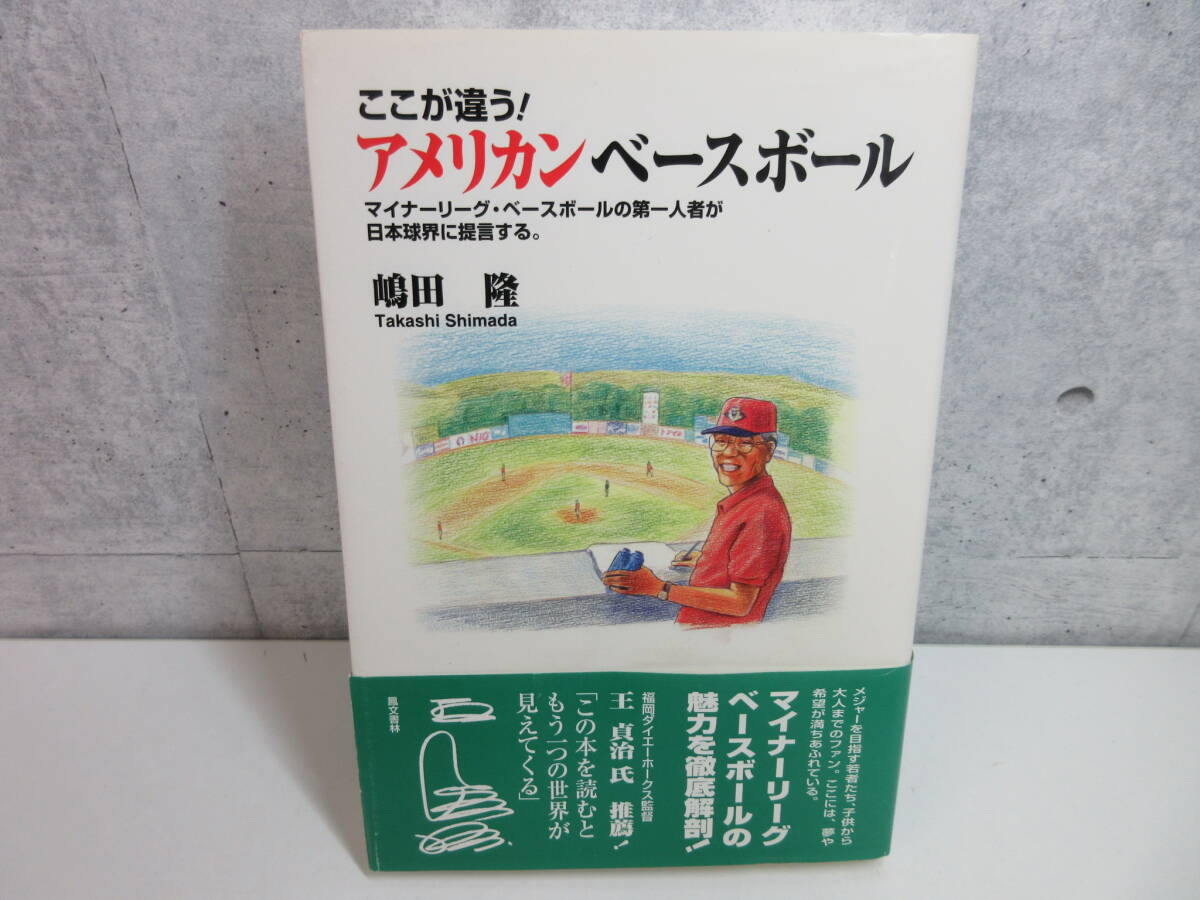 ここが違う!
アメリカン ベースボール
マイナーリーグ・ベースボールの第一人者が
日本球界に提言する。
嶋田 隆
Takashi Shimada
メジャーを目指す若者たち、子供から
大人までのファン。ここには、夢や
希望が満ちあふれている。
マイナーリーグ
ベースボールの
魅力を徹底解剖!
福岡ダイエーホークス監督
王 貞治 氏 推薦!
「この本を読むと
もう一つの世界が
見えてくる」
鳳文書林